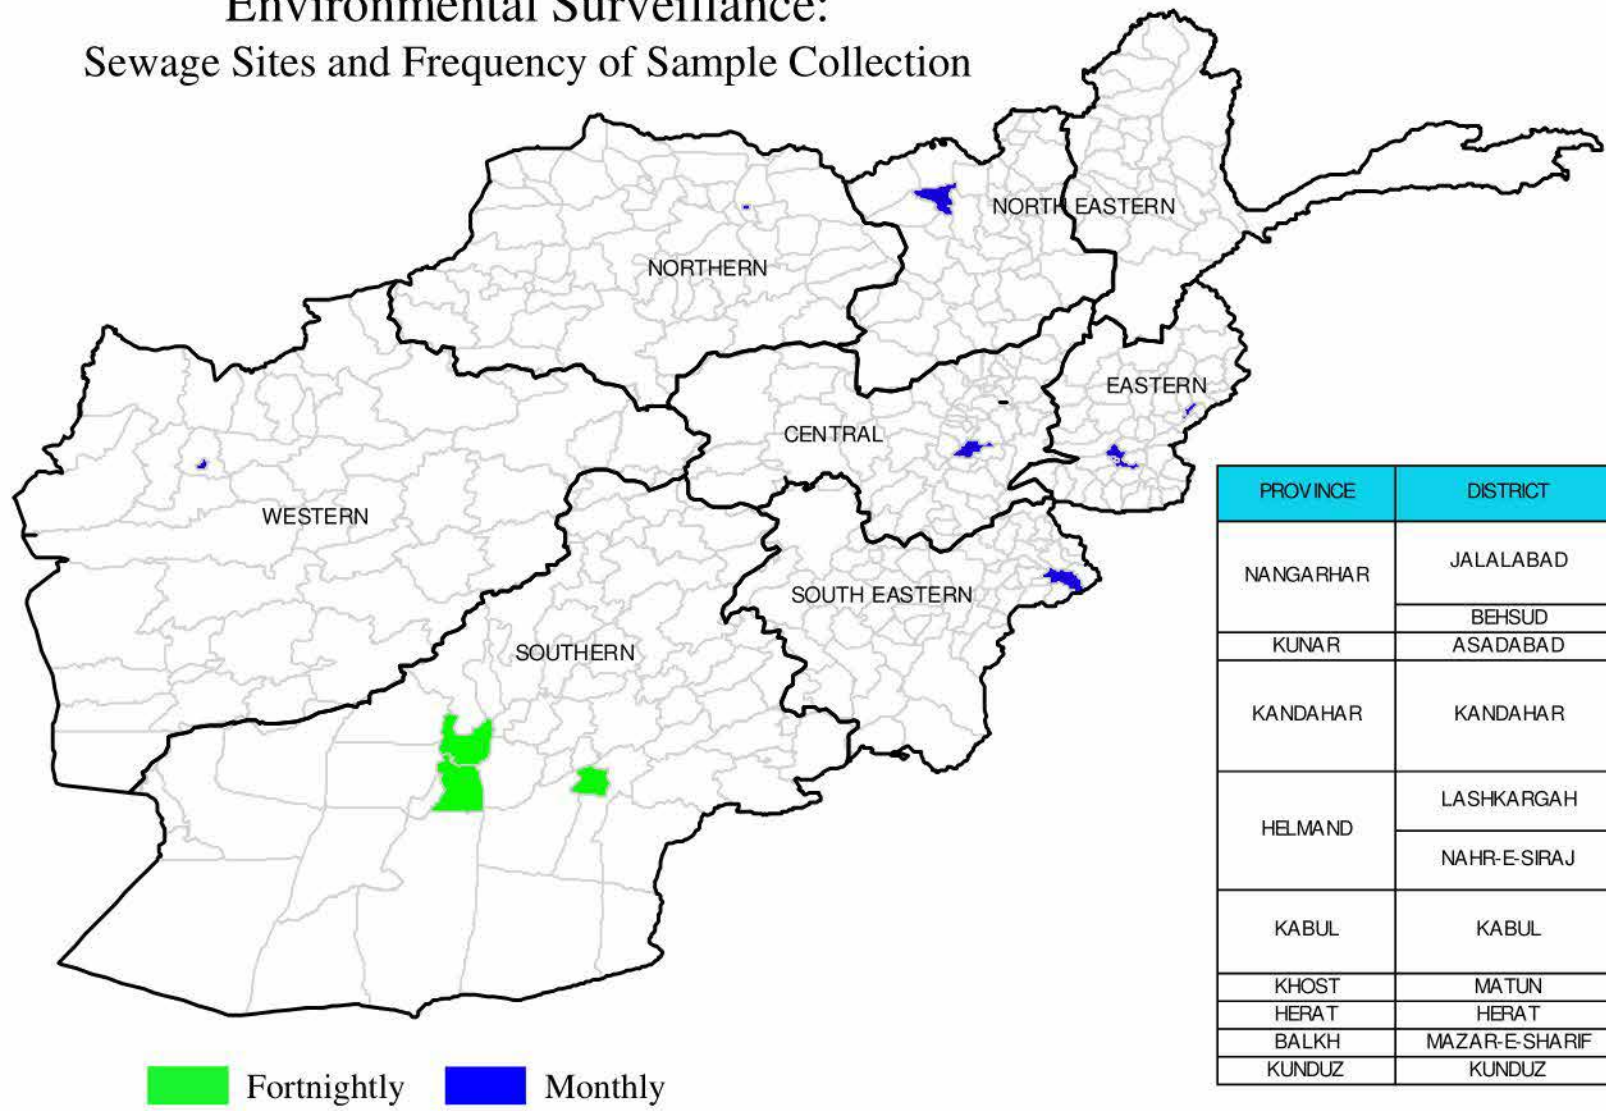 Environmental Surveillance:
Sewage Sites and Frequency of Sample Collection
NORTH EASTERN
NORTHERN
EASTERN
CENTRAL
WESTERN
SOUTH EASTERN
SOUTHERN
PROVINCE DISTRICT
NANGARHAR JALALABAD
BEHSUD
KUNAR ASADABAD
KANDAHAR KANDAHAR
HELMAND LASHKARGAH
NAHR-E-SIRAJ
KABUL KABUL
KHOST MATUN
HERAT HERAT
BALKH MAZAR-E-SHARIF
KUNDUZ KUNDUZ
Fortnightly Monthly